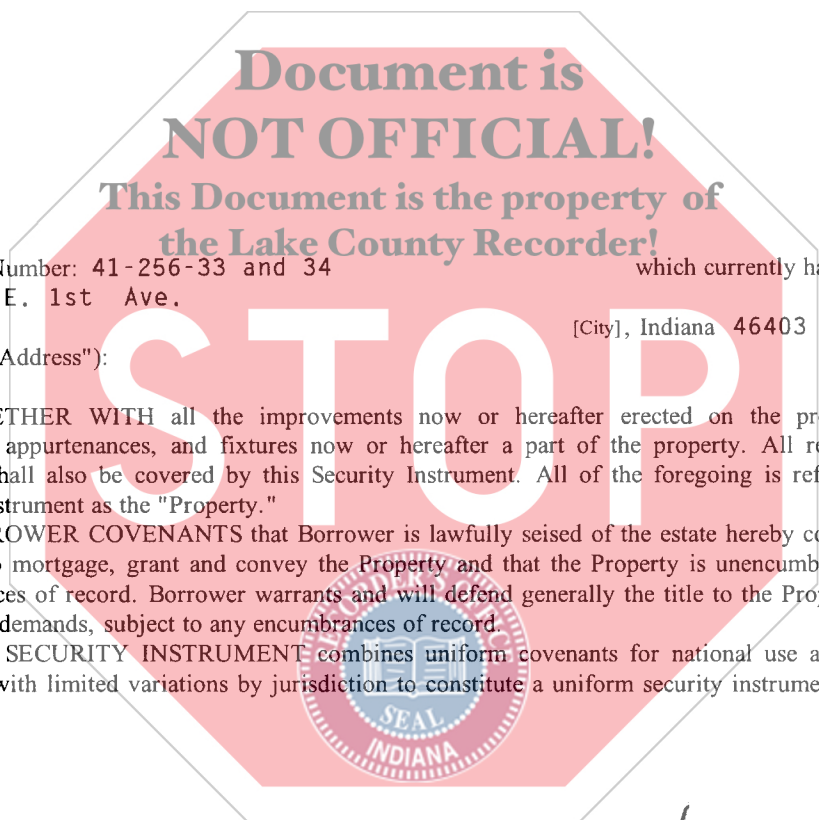 Document is
NOT OFFICIAL!
This Document is the property of
the Lake County Recorder!
Number: 41-256-33 and 34 which currently ha
E. 1st Ave.
[City], Indiana 46403
Address"):
STOP
ETHER WITH all the improvements now or hereafter erected on the pro
appurtenances, and fixtures now or hereafter a part of the property. All re
hall also be covered by this Security Instrument. All of the foregoing is ref
strument as the "Property."
ROWER COVENANTS that Borrower is lawfully seised of the estate hereby co
mortgage, grant and convey the Property and that the Property is unencumb
ces of record. Borrower warrants and will defend generally the title to the Prop
demands, subject to any encumbrances of record.
SECURITY INSTRUMENT combines uniform covenants for national use a
with limited variations by jurisdiction to constitute a uniform security instrume
RECORDER'S OFFICE
SEAL
INDIANA